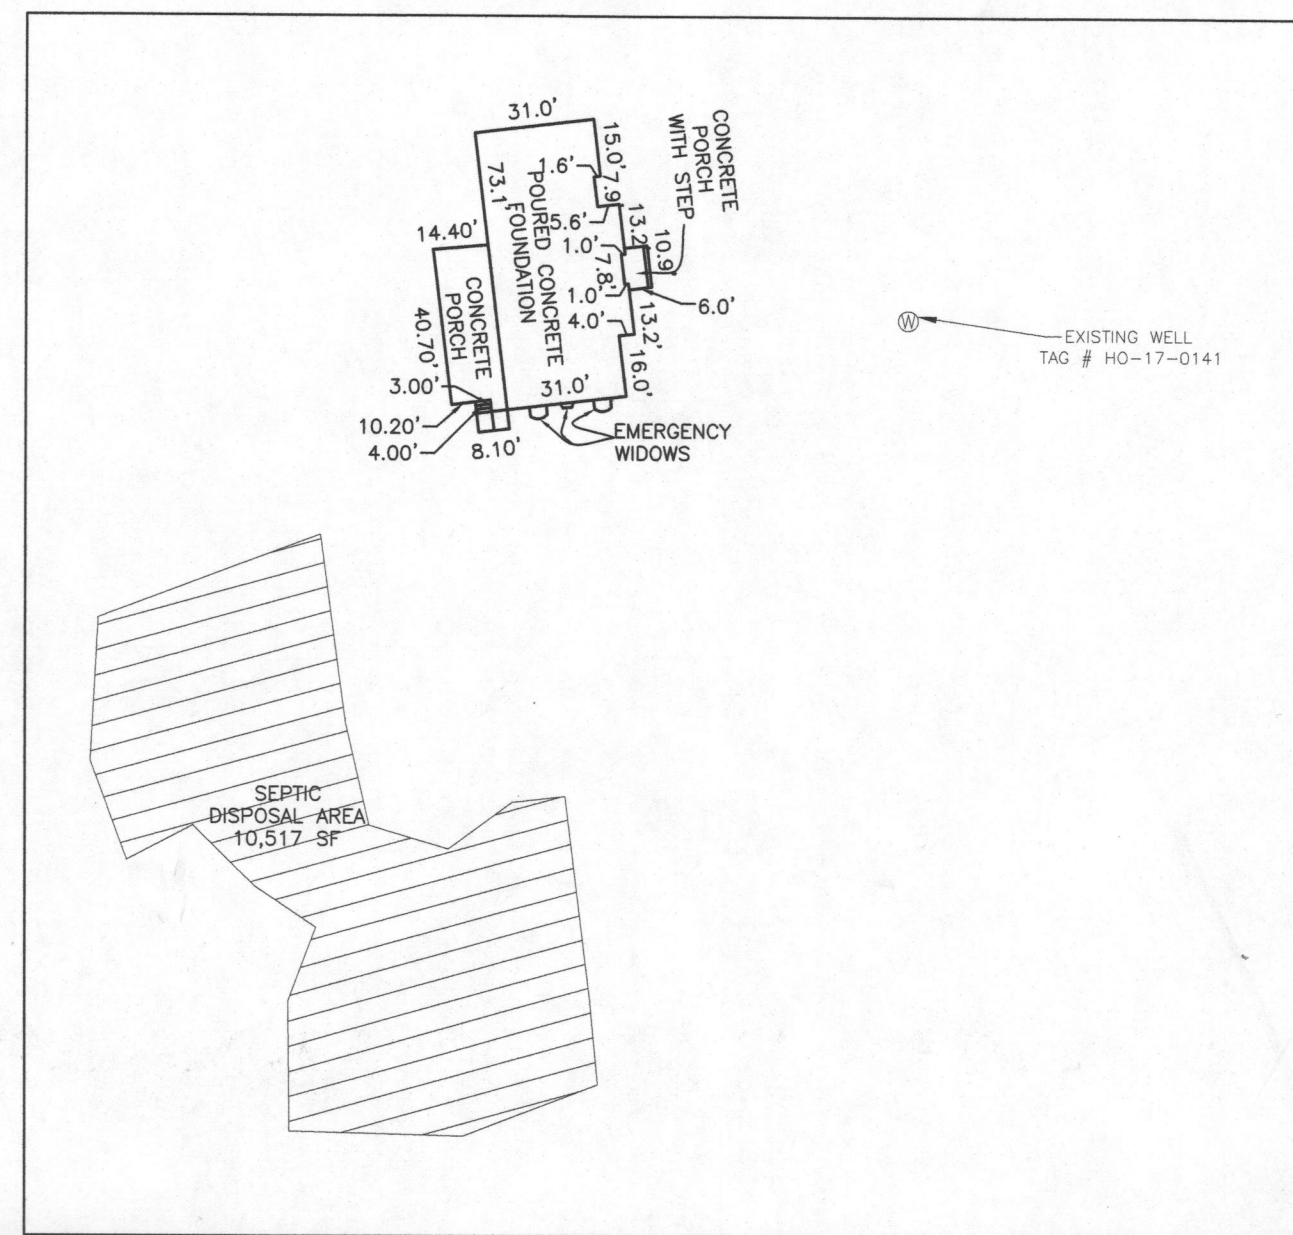 31.0'
15.0'
CONCRETE
PORCH
WITH STEP
1.6'
7.9'
73.1'
POURED CONCRETE
FOUNDATION
5.6'
13.2'
10.9'
14.40'
1.0'
7.8'
1.0'
6.0'
CONCRETE
PORCH
4.0'
13.2'
40.70'
16.0'
3.00'
31.0'
10.20'
4.00'
8.10'
EMERGENCY
WIDOWS
W
EXISTING WELL
TAG # HO-17-0141
SEPTIC
DISPOSAL AREA
10,517 SF